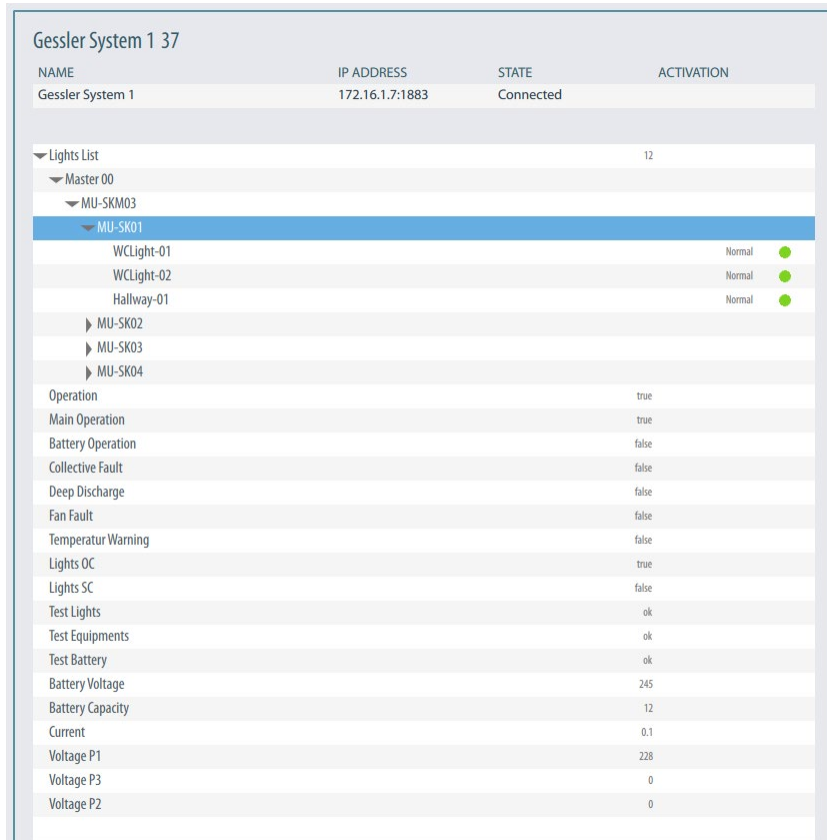 Gessler System 1 37
NAME IP ADDRESS STATE ACTIVATION
Gessler System 1 172.16.1.7:1883 Connected
Lights List 12
Master 00
MU-SKM03
MU-SK01
WCLight-01 Normal
WCLight-02 Normal
Hallway-01 Normal
MU-SK02
MU-SK03
MU-SK04
Operation true
Main Operation true
Battery Operation false
Collective Fault false
Deep Discharge false
Fan Fault false
Temperatur Warning false
Lights OC true
Lights SC false
Test Lights ok
Test Equipments ok
Test Battery ok
Battery Voltage 245
Battery Capacity 12
Current 0.1
Voltage P1 228
Voltage P3 0
Voltage P2 0